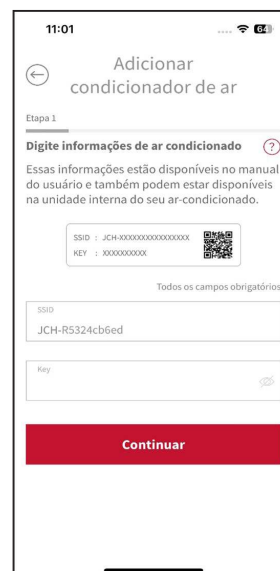 11:01
64
Adicionar
condicionador de ar
Etapa 1
Digite informações de ar condicionado ?
Essas informações estão disponíveis no manual
do usuário e também podem estar disponíveis
na unidade interna do seu ar-condicionado.
SSID : JCH-XXXXXXXXXXXXXXX
KEY : XXXXXXXXXX
Todos os campos obrigatórios
SSID
JCH-R5324cb6ed
Key
Continuar